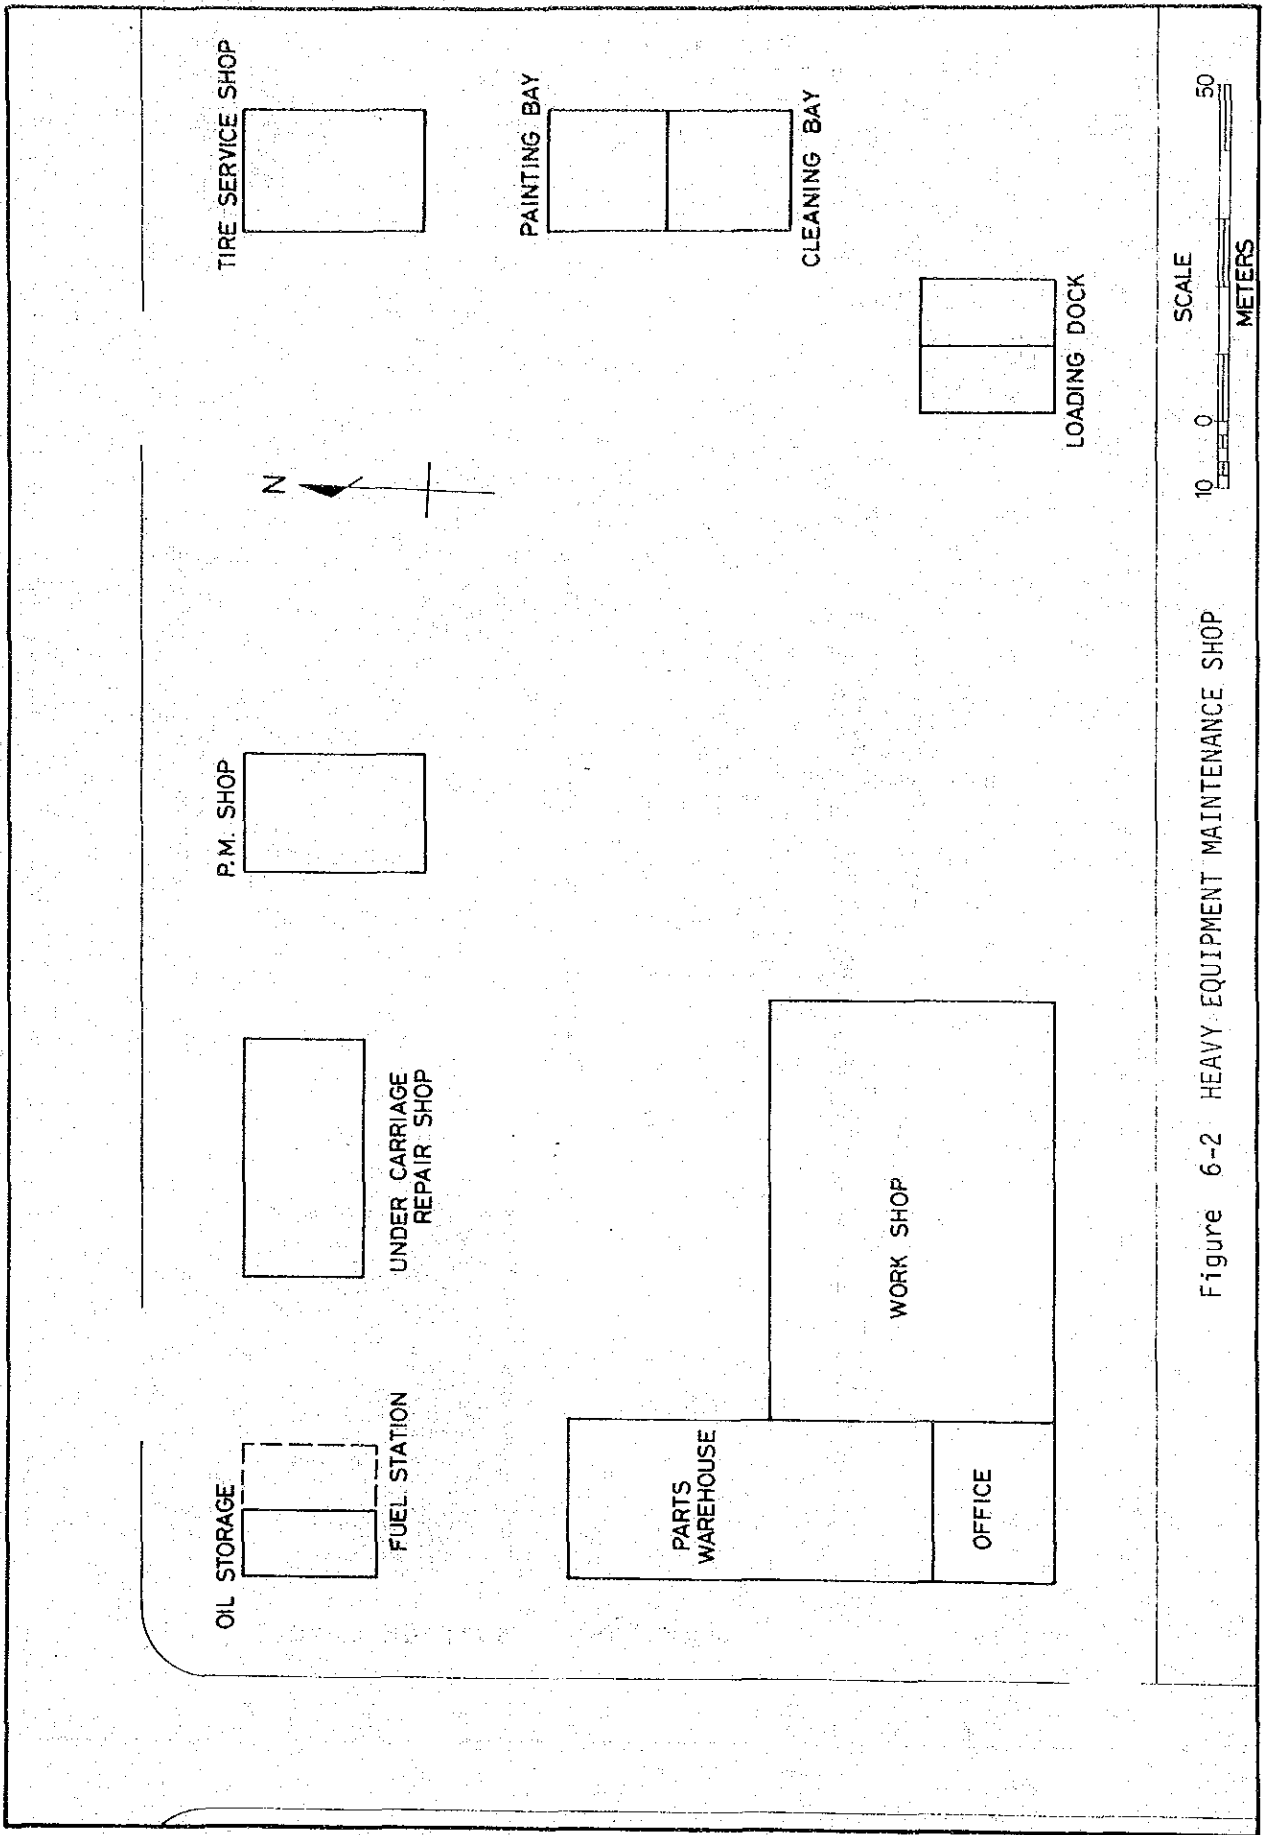 TIRE SERVICE SHOP
PAINTING BAY
CLEANING BAY
LOADING DOCK
N
P.M. SHOP
UNDER CARRIAGE
REPAIR SHOP
OIL STORAGE
FUEL STATION
PARTS
WAREHOUSE
OFFICE
WORK SHOP
SCALE
10 0 50
METERS
Figure 6-2 HEAVY EQUIPMENT MAINTENANCE SHOP